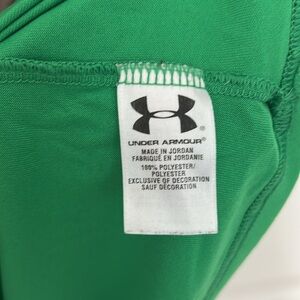 UNDER ARMOUR®
MADE IN JORDAN
FABRIQUÉ EN JORDANIE
100% POLYESTER/
POLYESTER
EXCLUSIVE OF DECORATION
SAUF DÉCORATION